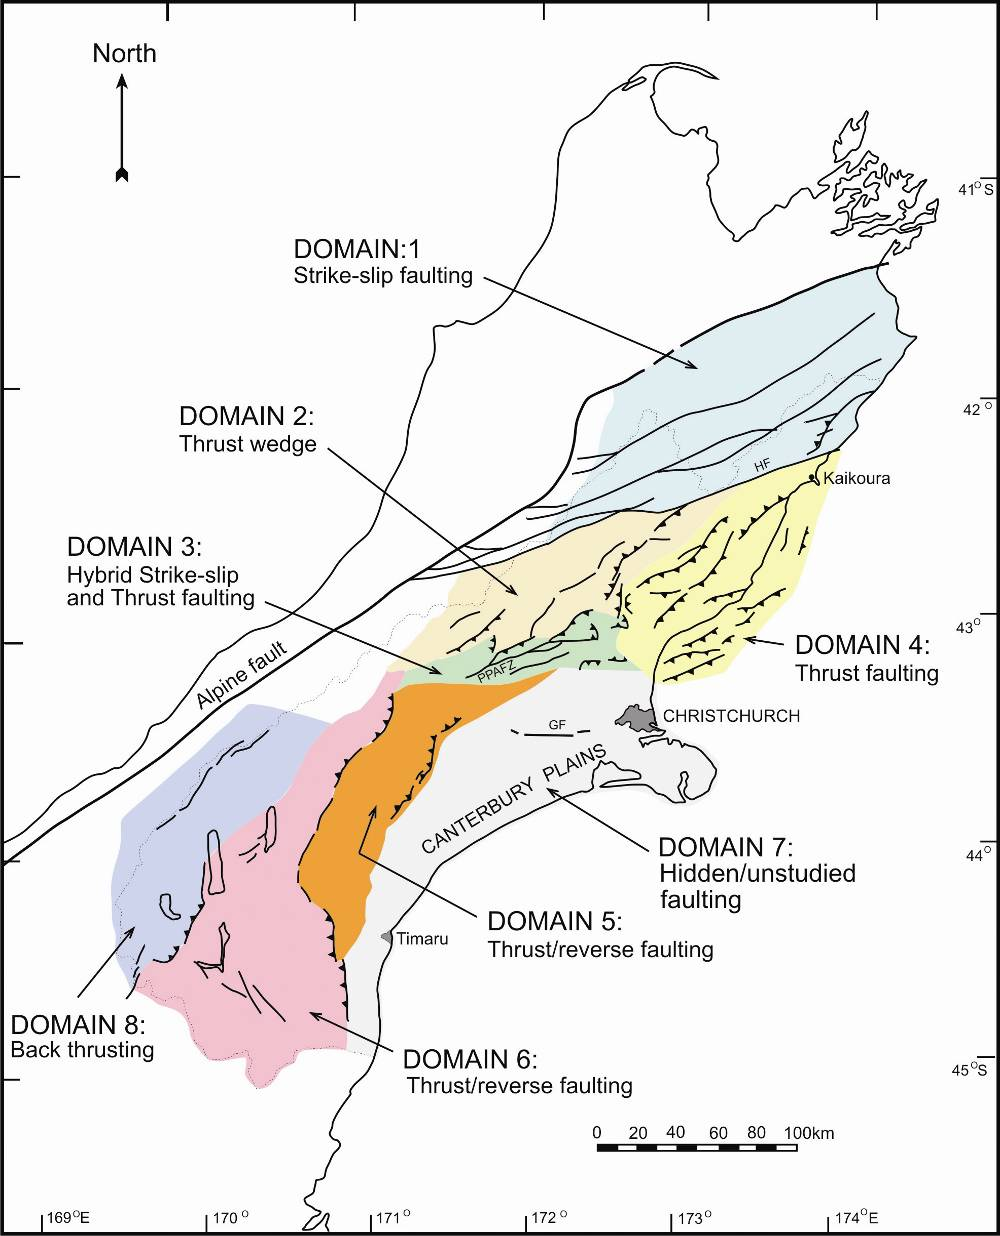 North
41°S
DOMAIN:1
Strike-slip faulting
42°
DOMAIN 2:
Thrust wedge
HF
Kaikoura
DOMAIN 3:
Hybrid Strike-slip
and Thrust faulting
43°
DOMAIN 4:
Thrust faulting
Alpine fault
PPAFZ
CHRISTCHURCH
GF
CANTERBURY PLAINS
44°
DOMAIN 7:
Hidden/unstudied
faulting
DOMAIN 5:
Thrust/reverse faulting
Timaru
DOMAIN 8:
Back thrusting
DOMAIN 6:
Thrust/reverse faulting
45°S
0 20 40 60 80 100km
169°E 170° 171° 172° 173° 174°E